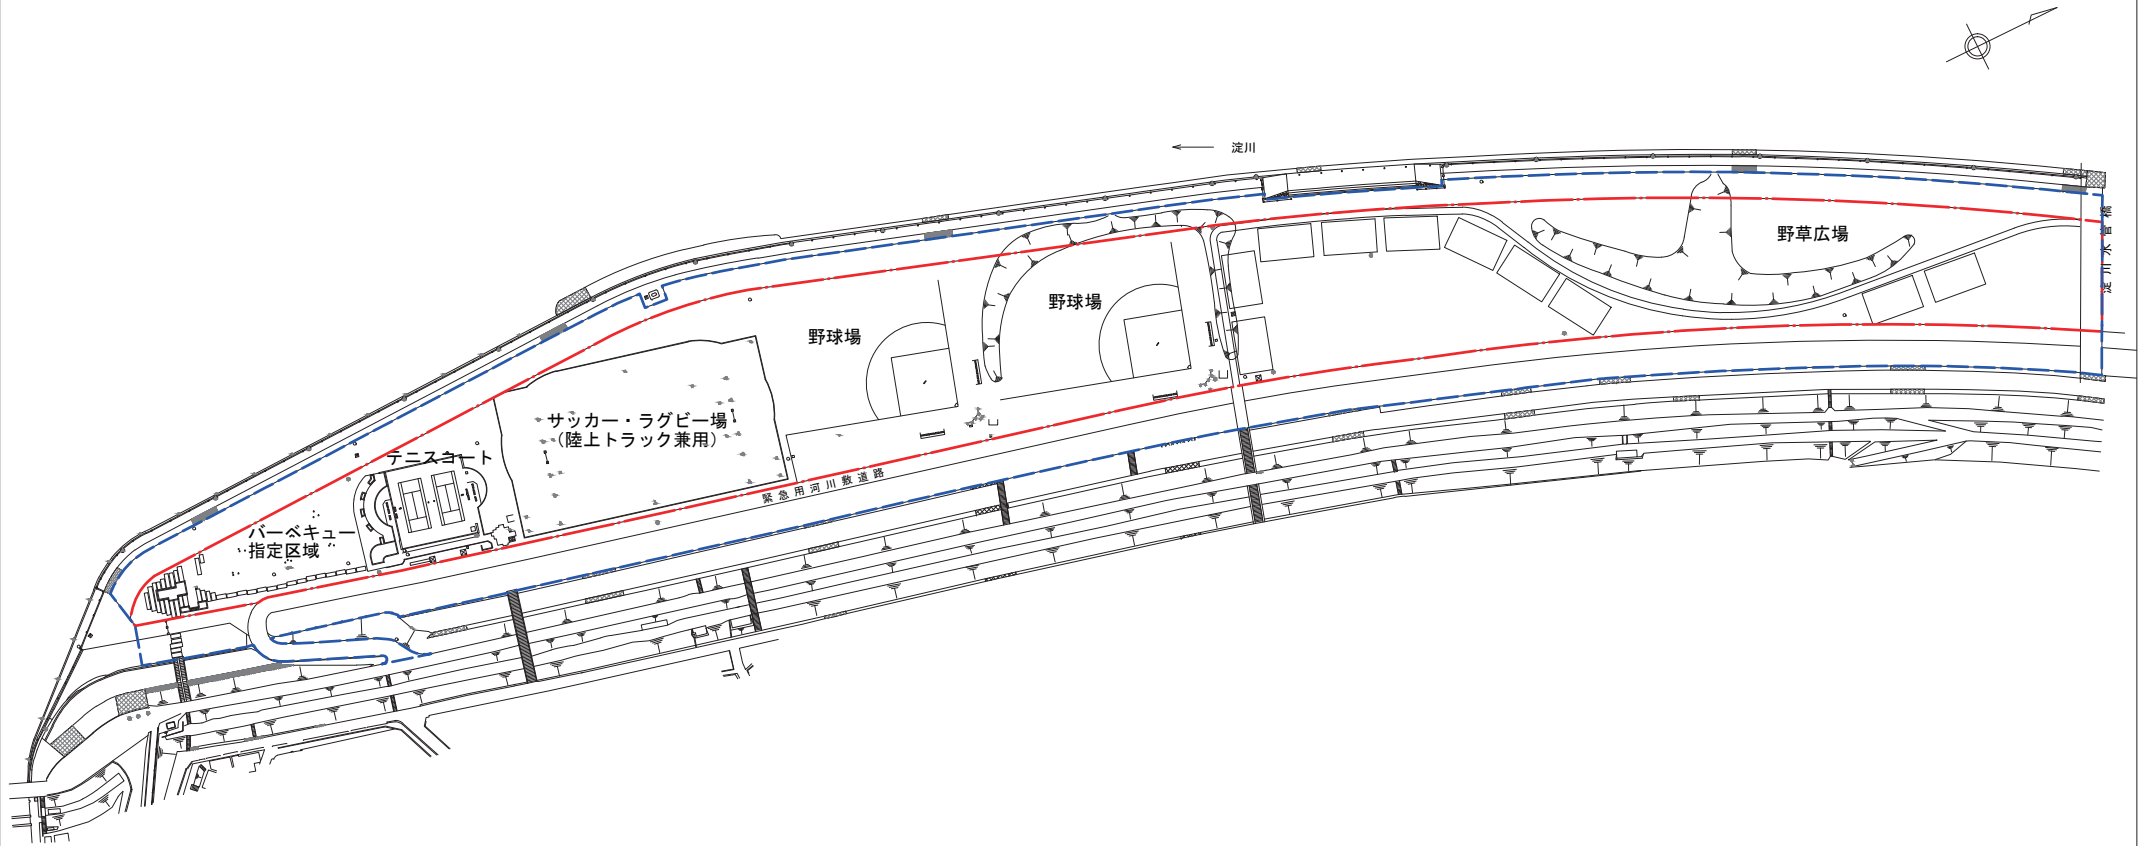 淀川
淀川水管橋
野草広場
野球場
野球場
サッカー・ラグビー場
（陸上トラック兼用）
テニスコート
緊急用河川敷道路
バーベキュー
指定区域